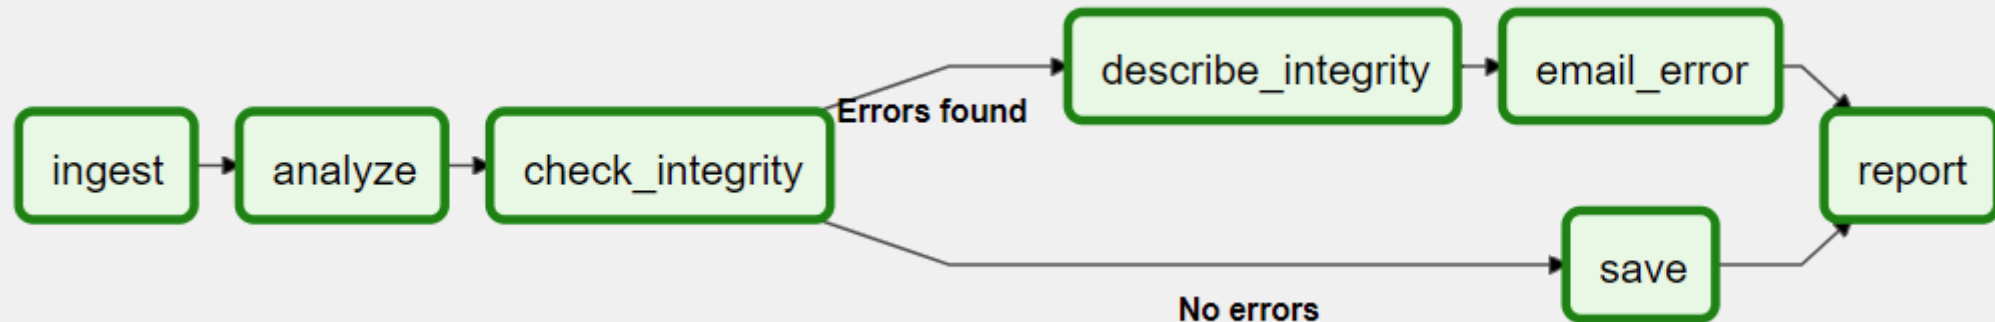 ingest
analyze
check_integrity
Errors found
describe_integrity
email_error
No errors
save
report